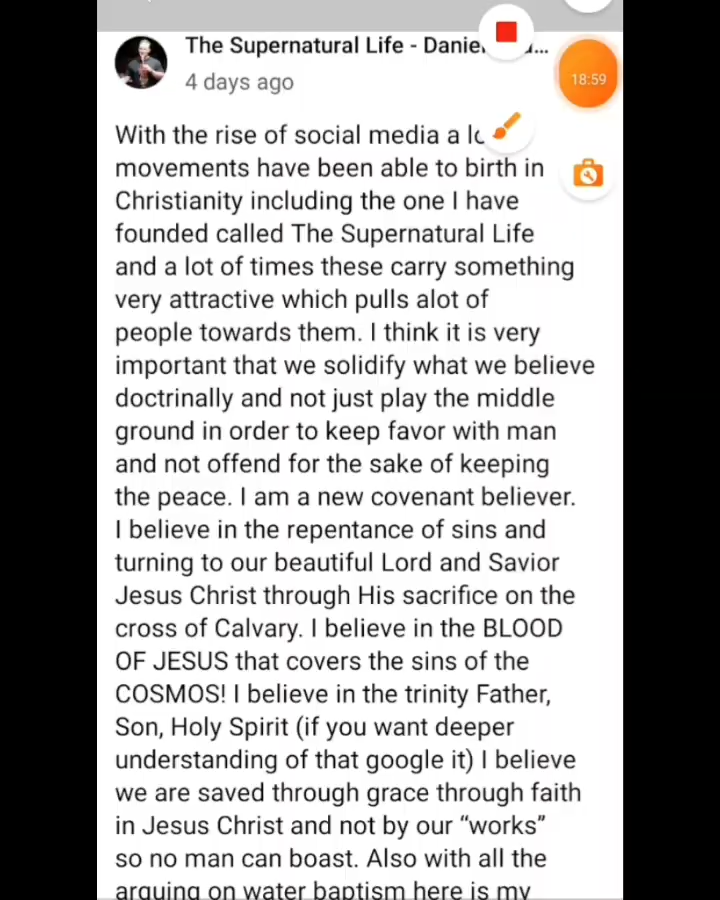 The Supernatural Life - Danie
...
4 days ago
18:59
With the rise of social media a
movements have been able to birth in
Christianity including the one I have
founded called The Supernatural Life
and a lot of times these carry something
very attractive which pulls alot of
people towards them. I think it is very
important that we solidify what we believe
doctrinally and not just play the middle
ground in order to keep favor with man
and not offend for the sake of keeping
the peace. I am a new covenant believer.
I believe in the repentance of sins and
turning to our beautiful Lord and Savior
Jesus Christ through His sacrifice on the
cross of Calvary. I believe in the BLOOD
OF JESUS that covers the sins of the
COSMOS! I believe in the trinity Father,
Son, Holy Spirit (if you want deeper
understanding of that google it) I believe
we are saved through grace through faith
in Jesus Christ and not by our “works”
so no man can boast. Also with all the
arguing on water baptism here is my